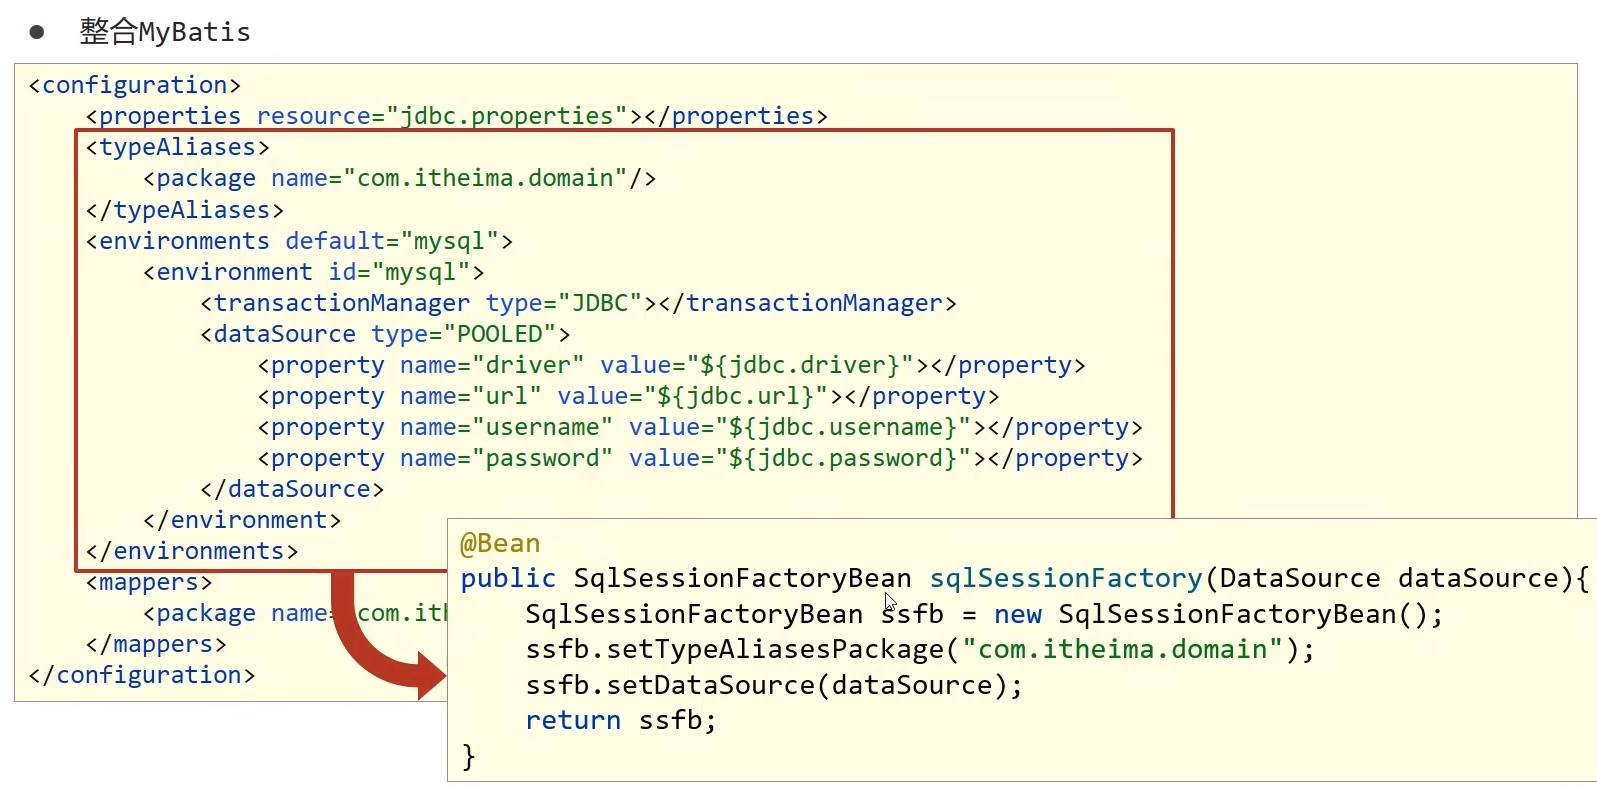 ● 整合MyBatis
<configuration>
    <properties resource="jdbc.properties"></properties>
    <typeAliases>
        <package name="com.itheima.domain"/>
    </typeAliases>
    <environments default="mysql">
        <environment id="mysql">
            <transactionManager type="JDBC"></transactionManager>
            <dataSource type="POOLED">
                <property name="driver" value="${jdbc.driver}"></property>
                <property name="url" value="${jdbc.url}"></property>
                <property name="username" value="${jdbc.username}"></property>
                <property name="password" value="${jdbc.password}"></property>
            </dataSource>
        </environment>
    </environments>
    <mappers>
        <package name=
    </mappers>
</configuration>
@Bean
public SqlSessionFactoryBean sqlSessionFactory(DataSource dataSource){
    SqlSessionFactoryBean ssfb = new SqlSessionFactoryBean();
    ssfb.setTypeAliasesPackage("com.itheima.domain");
    ssfb.setDataSource(dataSource);
    return ssfb;
}